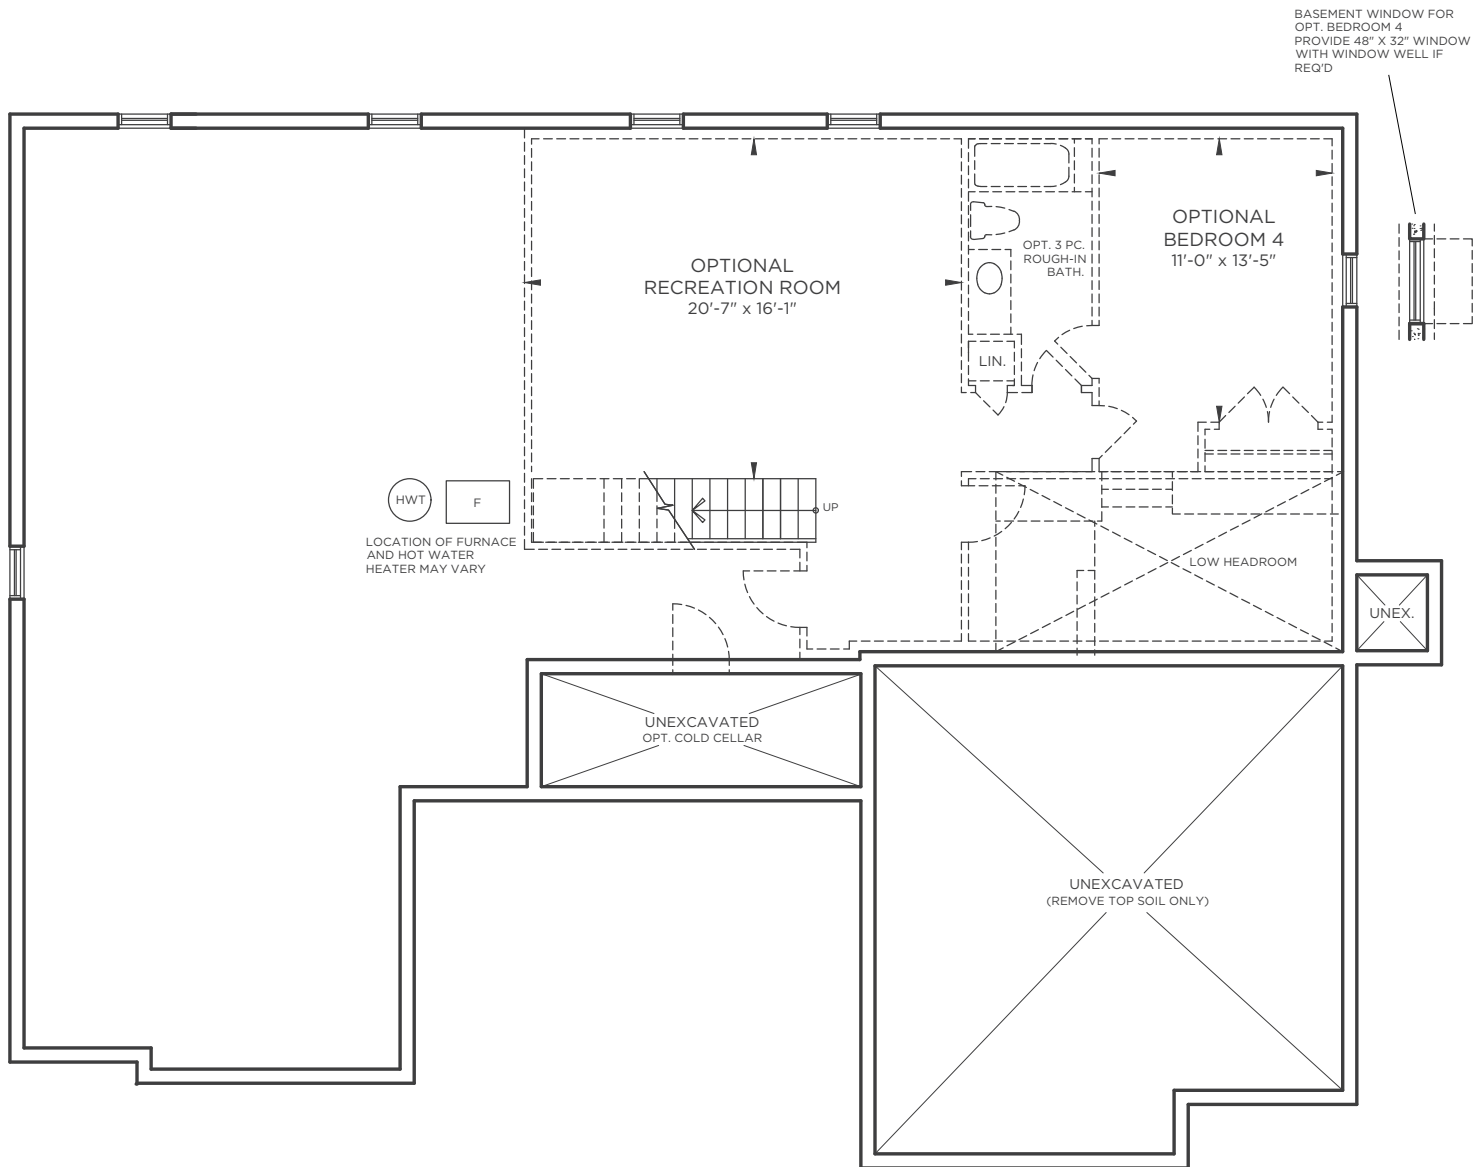 BASEMENT WINDOW FOR
OPT. BEDROOM 4
PROVIDE 48" X 32" WINDOW
WITH WINDOW WELL IF
REQ'D
OPTIONAL
RECREATION ROOM
20'-7" x 16'-1"
OPT. 3 PC.
ROUGH-IN
BATH.
OPTIONAL
BEDROOM 4
11'-0" x 13'-5"
LIN.
HWT
F
LOCATION OF FURNACE
AND HOT WATER
HEATER MAY VARY
UP
LOW HEADROOM
UNEX.
UNEXCAVATED
OPT. COLD CELLAR
UNEXCAVATED
(REMOVE TOP SOIL ONLY)